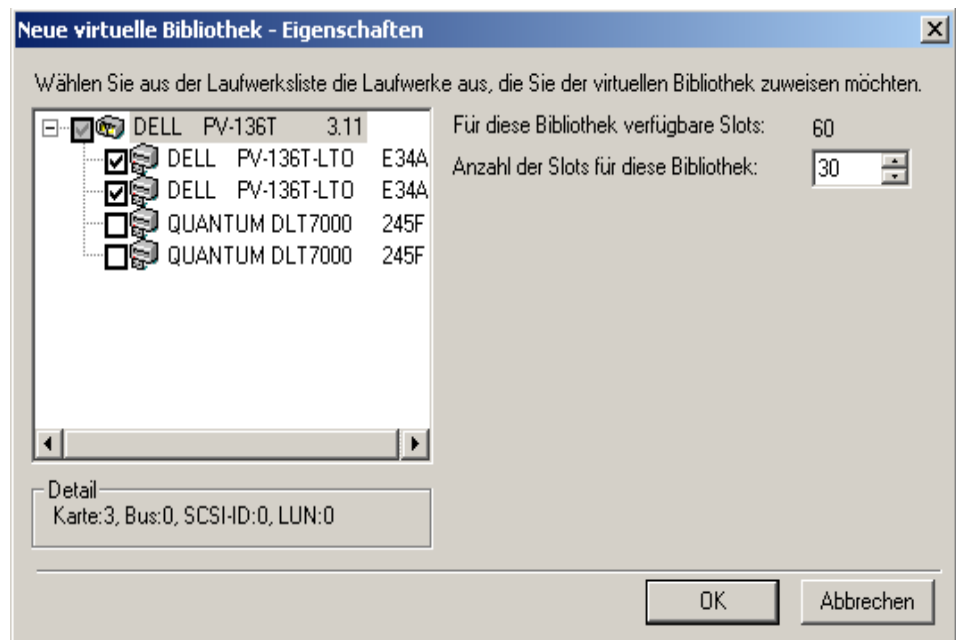 Neue virtuelle Bibliothek - Eigenschaften
Wählen Sie aus der Laufwerksliste die Laufwerke aus, die Sie der virtuellen Bibliothek zuweisen möchten.
DELL PV-136T 3.11
DELL PV-136T-LTO E34A
DELL PV-136T-LTO E34A
QUANTUM DLT7000 245F
QUANTUM DLT7000 245F
Für diese Bibliothek verfügbare Slots: 60
Anzahl der Slots für diese Bibliothek: 30
Detail
Karte:3, Bus:0, SCSI-ID:0, LUN:0
OK Abbrechen